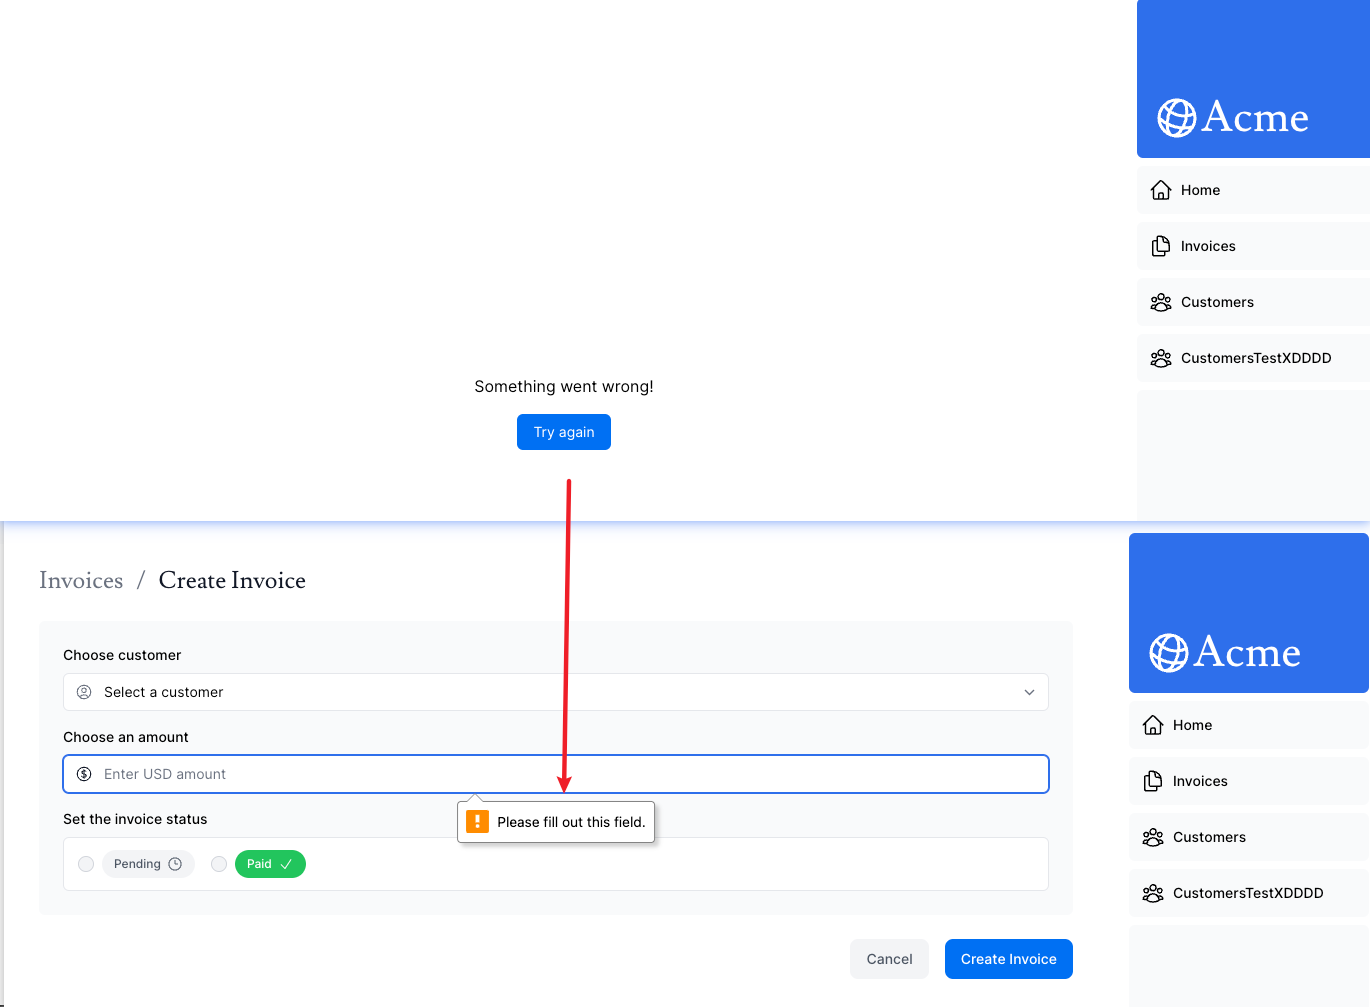 Acme
Home
Invoices
Customers
CustomersTestXDDDD
Something went wrong!
Try again
Invoices / Create Invoice
Choose customer
Select a customer
Choose an amount
Enter USD amount
Please fill out this field.
Set the invoice status
Pending
Paid
Cancel
Create Invoice
Acme
Home
Invoices
Customers
CustomersTestXDDDD